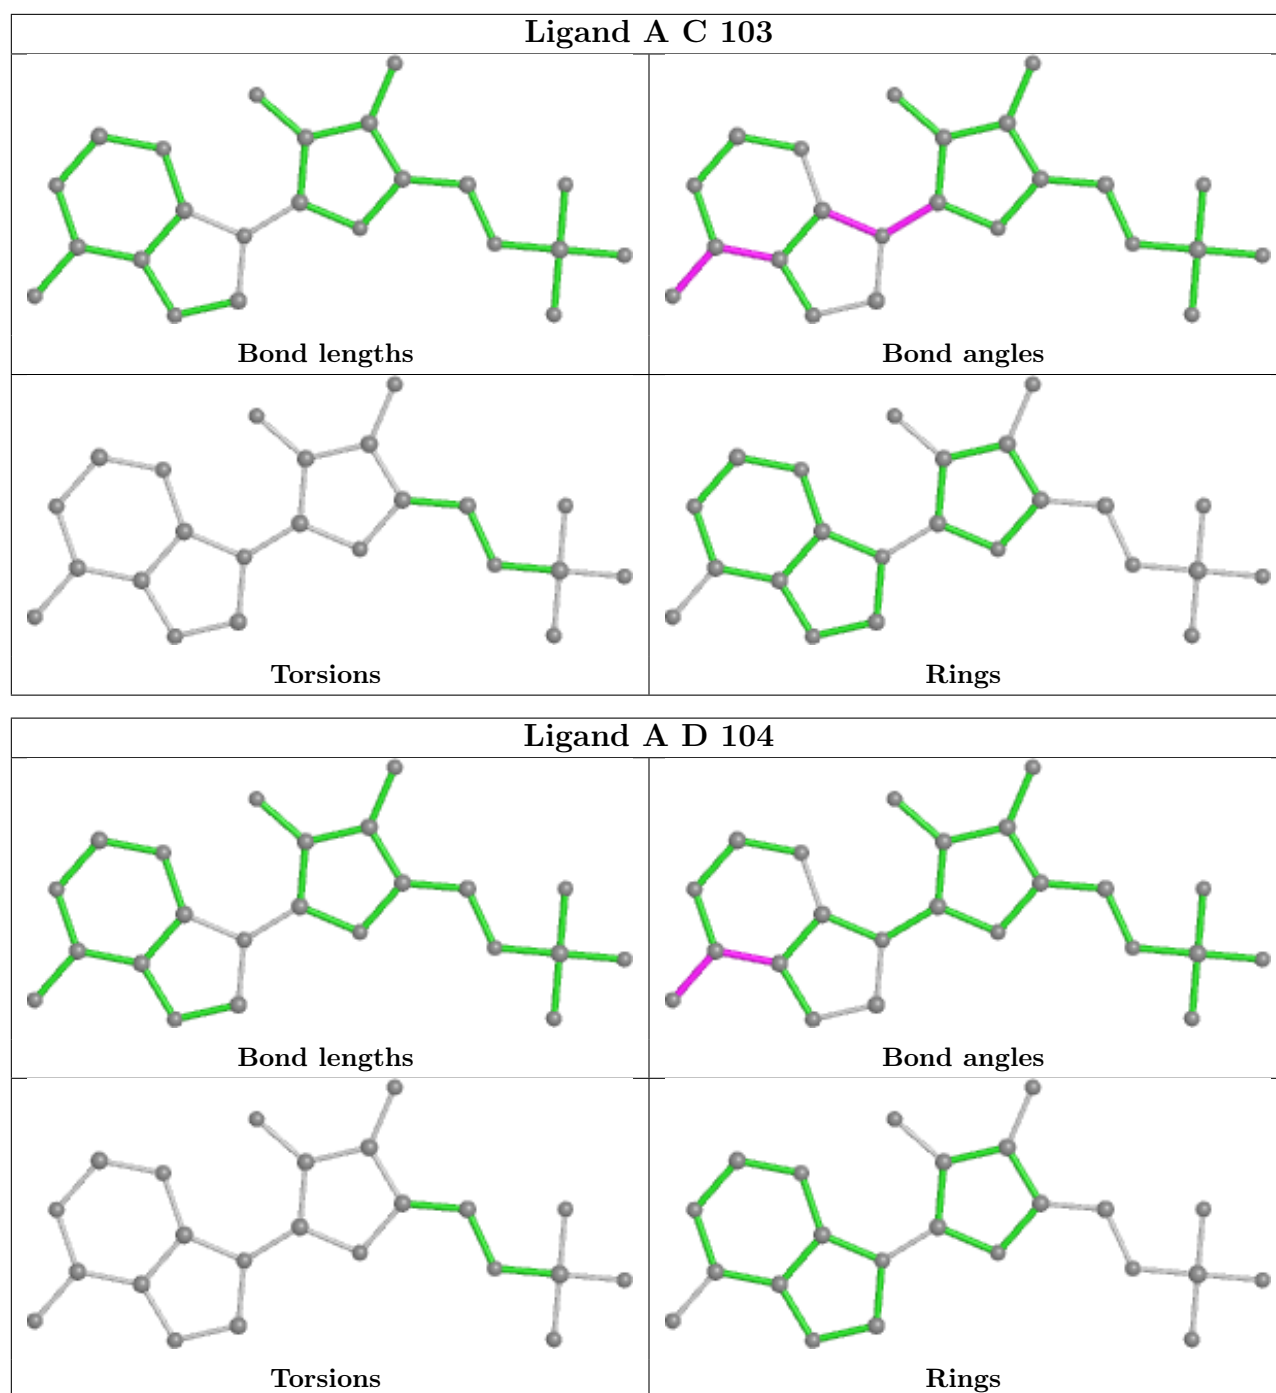 Ligand A C 103
Bond lengths
Bond angles
Torsions
Rings
Ligand A D 104
Bond lengths
Bond angles
Torsions
Rings